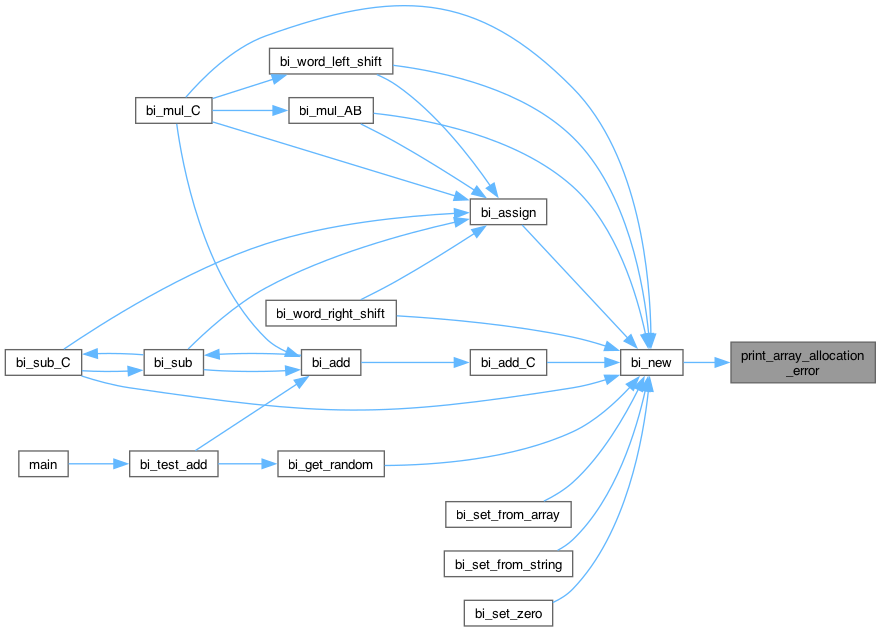 bi_word_left_shift
bi_mul_C
bi_mul_AB
bi_assign
bi_word_right_shift
bi_sub_C
bi_sub
bi_add
bi_add_C
bi_new
print_array_allocation
_error
main
bi_test_add
bi_get_random
bi_set_from_array
bi_set_from_string
bi_set_zero